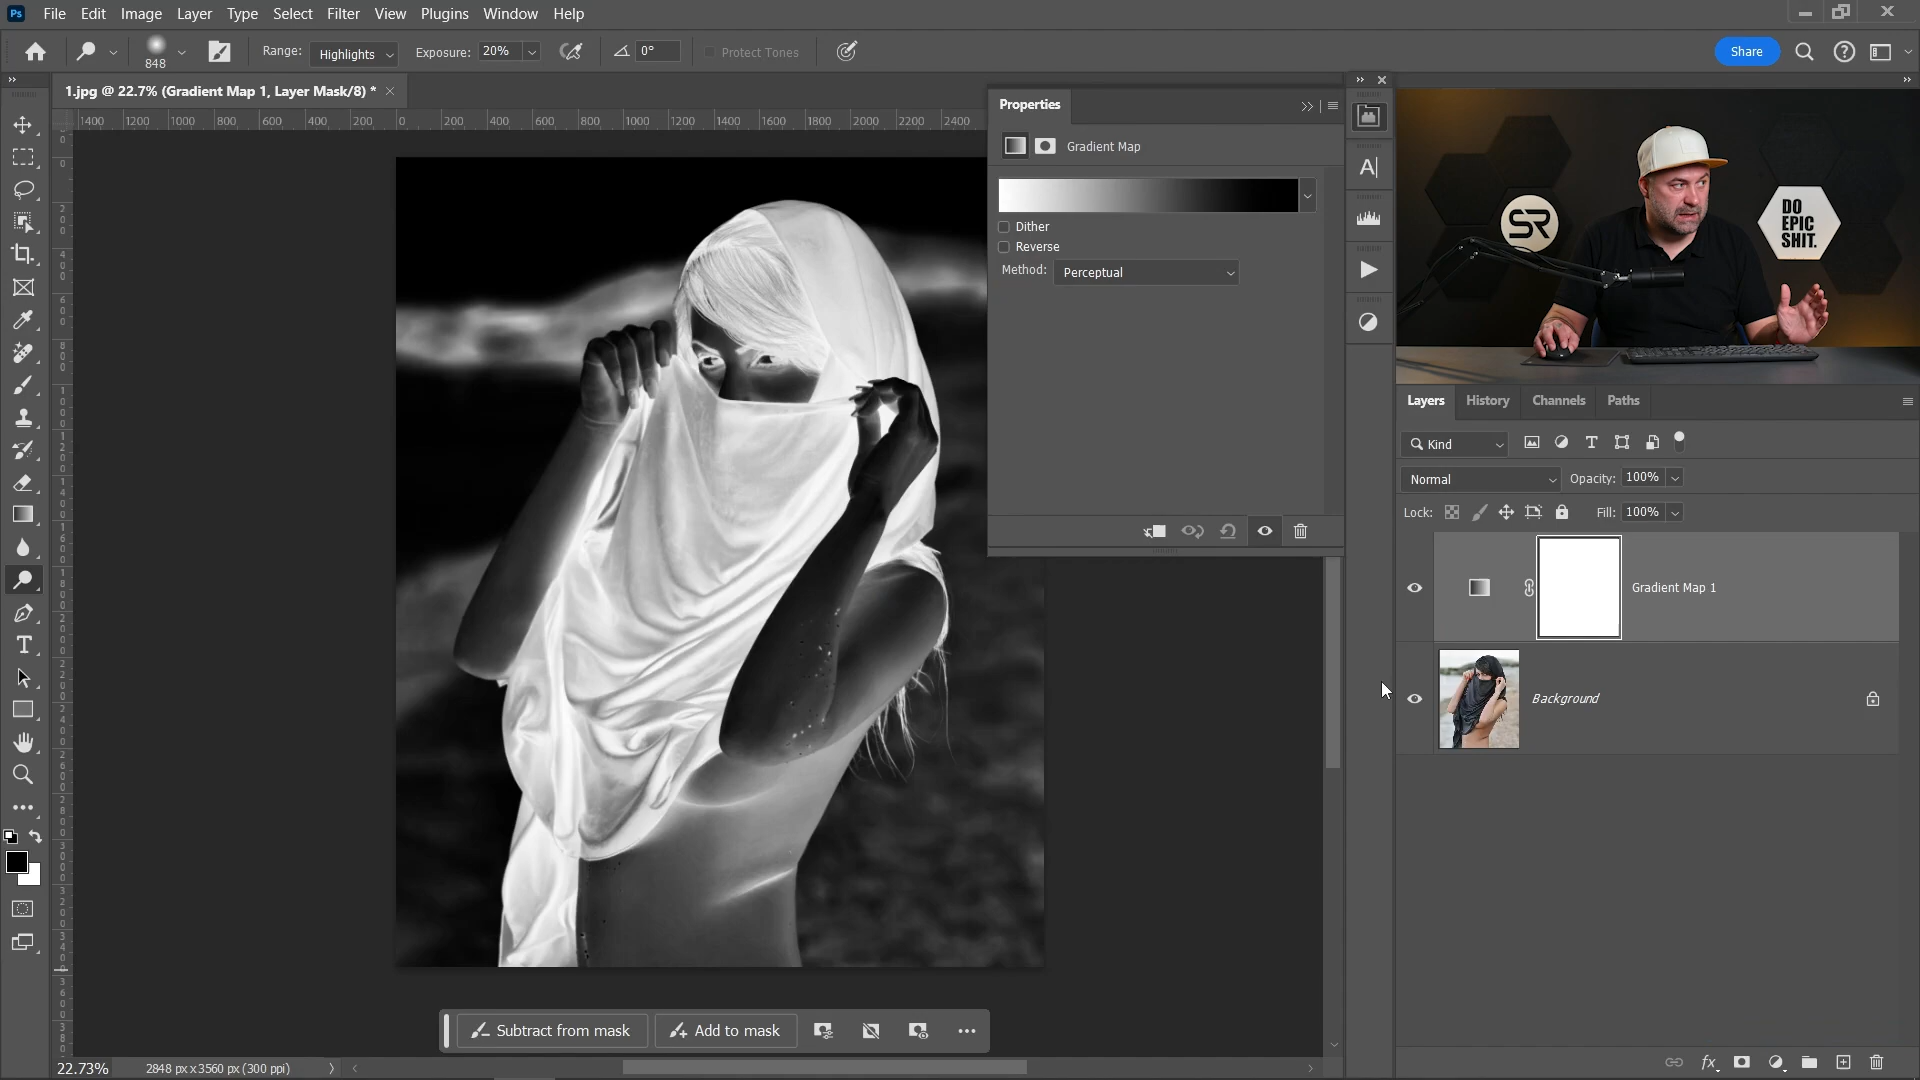 Ps File Edit Image Layer Type Select Filter View Plugins Window Help
848 Range: Highlights Exposure: 20% 0° Protect Tones Share
1.jpg @ 22.7% (Gradient Map 1, Layer Mask/8) *
1400 1200 1000 800 600 400 200 0 200 400 600 800 1000 1200 1400 1600 1800 2000 2200 2400
Properties
Gradient Map
Dither
Reverse
Method: Perceptual
SR
DO
EPIC
SHIT.
Layers History Channels Paths
Kind
Normal Opacity: 100%
Lock: Fill: 100%
Gradient Map 1
Background
Subtract from mask Add to mask
22.73% 2848 px x 3560 px (300 ppi)